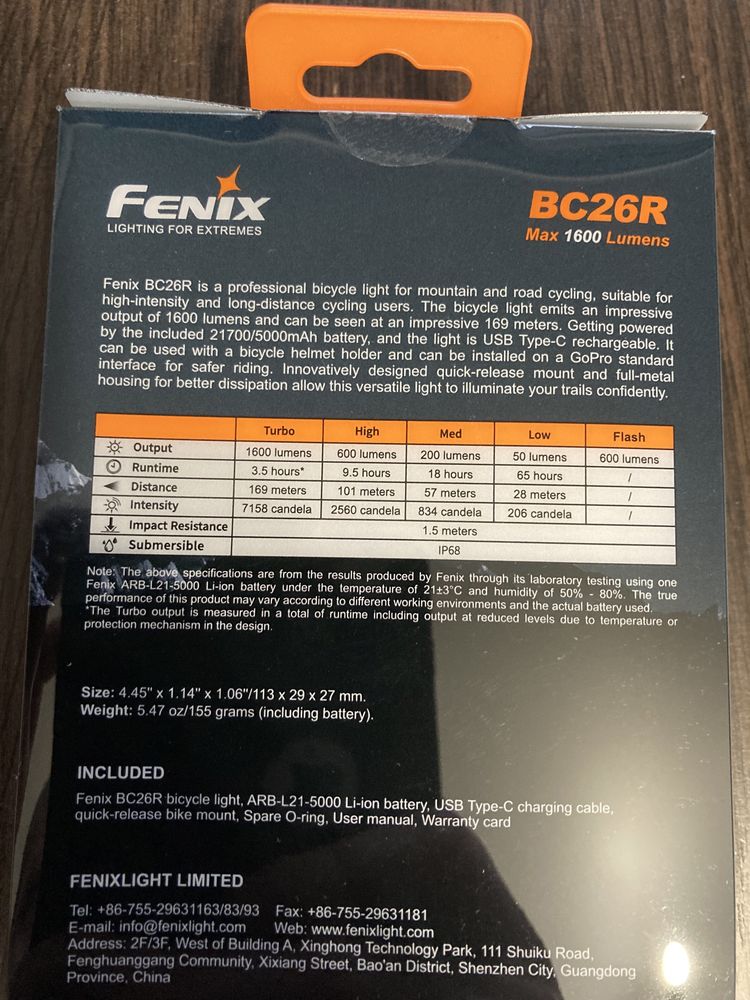 FENIX
LIGHTING FOR EXTREMES
BC26R
Max 1600 Lumens
Fenix BC26R is a professional bicycle light for mountain and road cycling, suitable for
high-intensity and long-distance cycling users. The bicycle light emits an impressive
output of 1600 lumens and can be seen at an impressive 169 meters. Getting powered
by the included 21700/5000mAh battery, and the light is USB Type-C rechargeable. It
can be used with a bicycle helmet holder and can be installed on a GoPro standard
interface for safer riding. Innovatively designed quick-release mount and full-metal
housing for better dissipation allow this versatile light to illuminate your trails confidently.
Turbo High Med Low Flash
Output 1600 lumens 600 lumens 200 lumens 50 lumens 600 lumens
Runtime 3.5 hours* 9.5 hours 18 hours 65 hours /
Distance 169 meters 101 meters 57 meters 28 meters /
Intensity 7158 candela 2560 candela 834 candela 206 candela /
Impact Resistance 1.5 meters
Submersible IP68
Note: The above specifications are from the results produced by Fenix through its laboratory testing using one
Fenix ARB-L21-5000 Li-ion battery under the temperature of 21±3°C and humidity of 50% - 80%. The true
performance of this product may vary according to different working environments and the actual battery used.
*The Turbo output is measured in a total of runtime including output at reduced levels due to temperature or
protection mechanism in the design.
Size: 4.45" x 1.14" x 1.06"/113 x 29 x 27 mm.
Weight: 5.47 oz/155 grams (including battery).
INCLUDED
Fenix BC26R bicycle light, ARB-L21-5000 Li-ion battery, USB Type-C charging cable,
quick-release bike mount, Spare O-ring, User manual, Warranty card
FENIXLIGHT LIMITED
Tel: +86-755-29631163/83/93 Fax: +86-755-29631181
E-mail: info@fenixlight.com Web: www.fenixlight.com
Address: 2F/3F, West of Building A, Xinghong Technology Park, 111 Shuiku Road,
Fenghuanggang Community, Xixiang Street, Bao'an District, Shenzhen City, Guangdong
Province, China